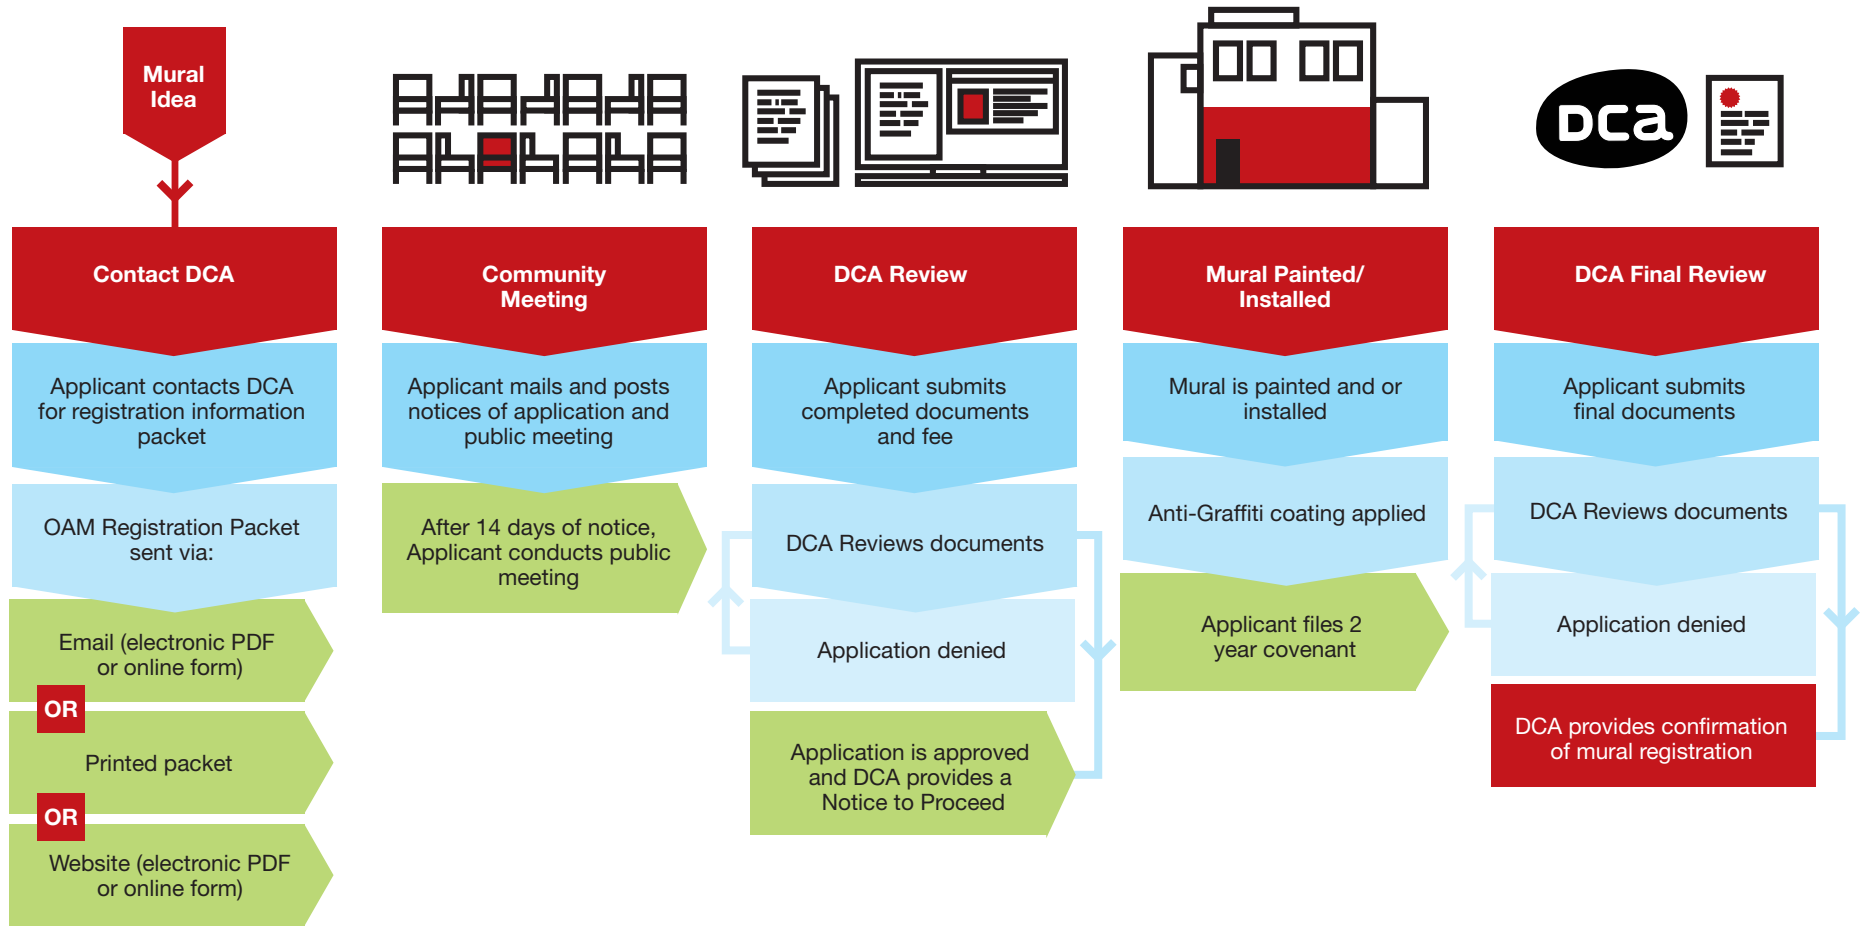 Mural
Idea
Contact DCA
Applicant contacts DCA
for registration information
packet
OAM Registration Packet
sent via:
Email (electronic PDF
or online form)
OR
Printed packet
OR
Website (electronic PDF
or online form)
Community
Meeting
Applicant mails and posts
notices of application and
public meeting
After 14 days of notice,
Applicant conducts public
meeting
DCA Review
Applicant submits
completed documents
and fee
DCA Reviews documents
Application denied
Application is approved
and DCA provides a
Notice to Proceed
Mural Painted/
Installed
Mural is painted and or
installed
Anti-Graffiti coating applied
Applicant files 2
year covenant
DCa
DCA Final Review
Applicant submits
final documents
DCA Reviews documents
Application denied
DCA provides confirmation
of mural registration